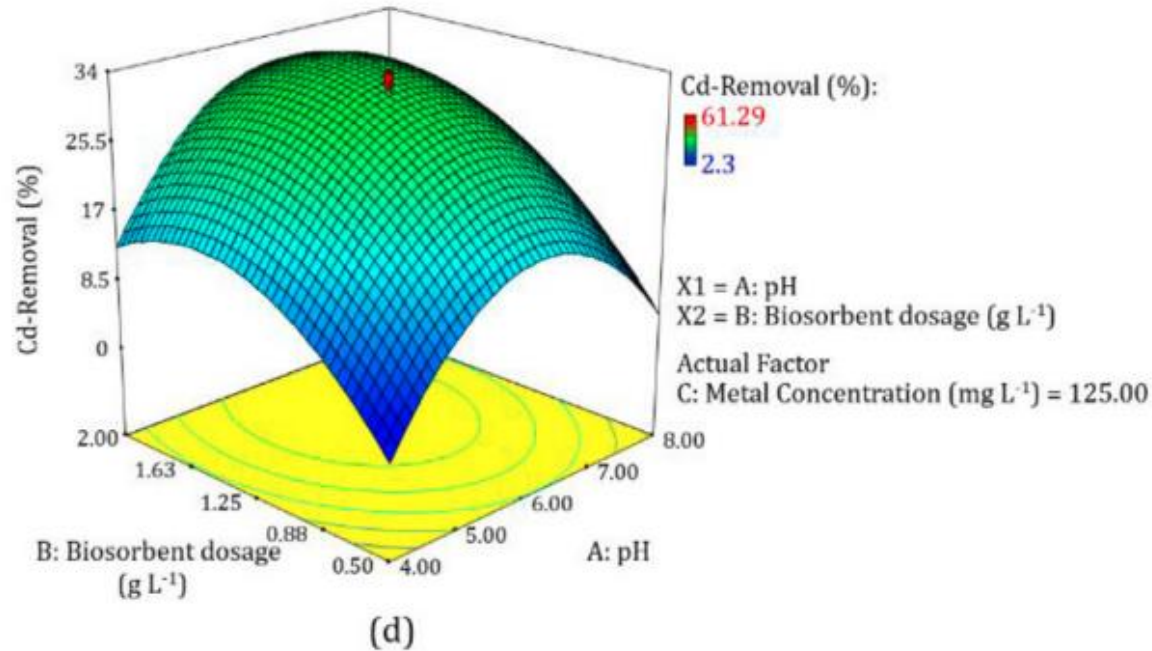 34
25.5
17
8.5
0
Cd-Removal (%)
Cd-Removal (%):
61.29
2.3
X1 = A: pH
X2 = B: Biosorbent dosage (g L⁻¹)
Actual Factor
C: Metal Concentration (mg L⁻¹) = 125.00
2.00
1.63
1.25
0.88
0.50
4.00
5.00
6.00
7.00
8.00
B: Biosorbent dosage
(g L⁻¹)
A: pH
(d)